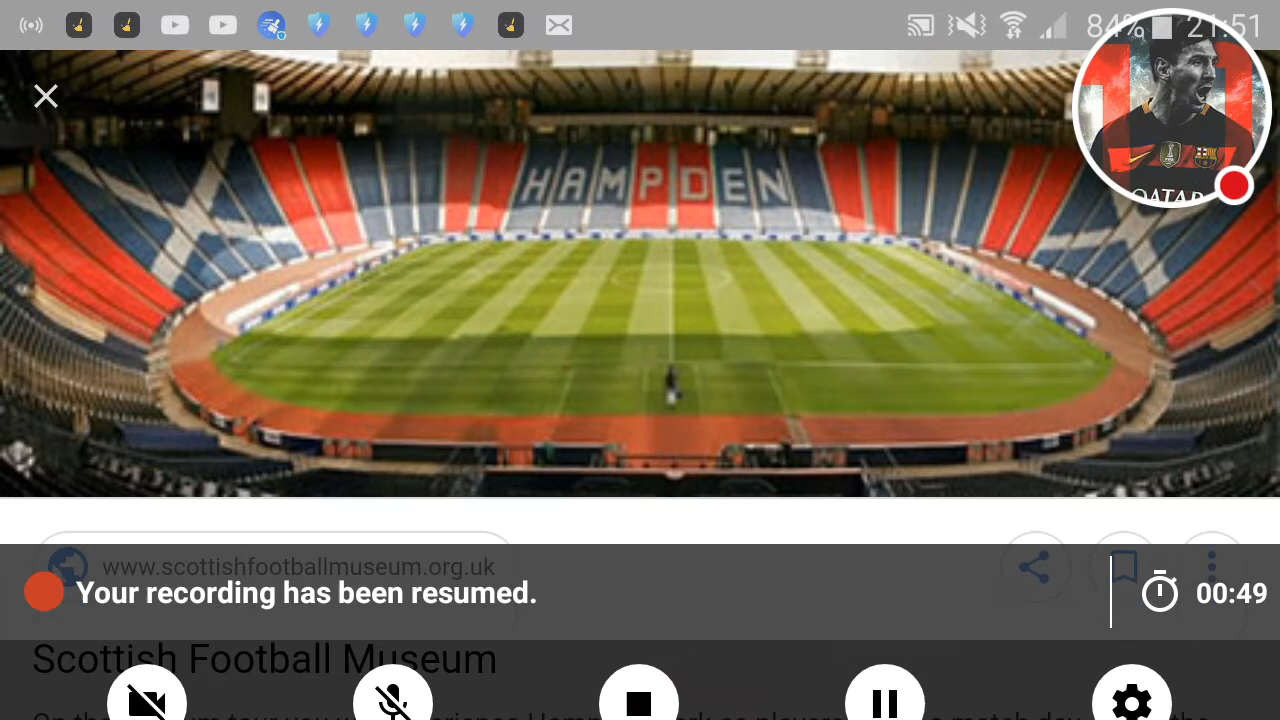 84% 21:51
HAMPDEN
QATAR
www.scottishfootballmuseum.org.uk
Your recording has been resumed.
00:49
Scottish Football Museum